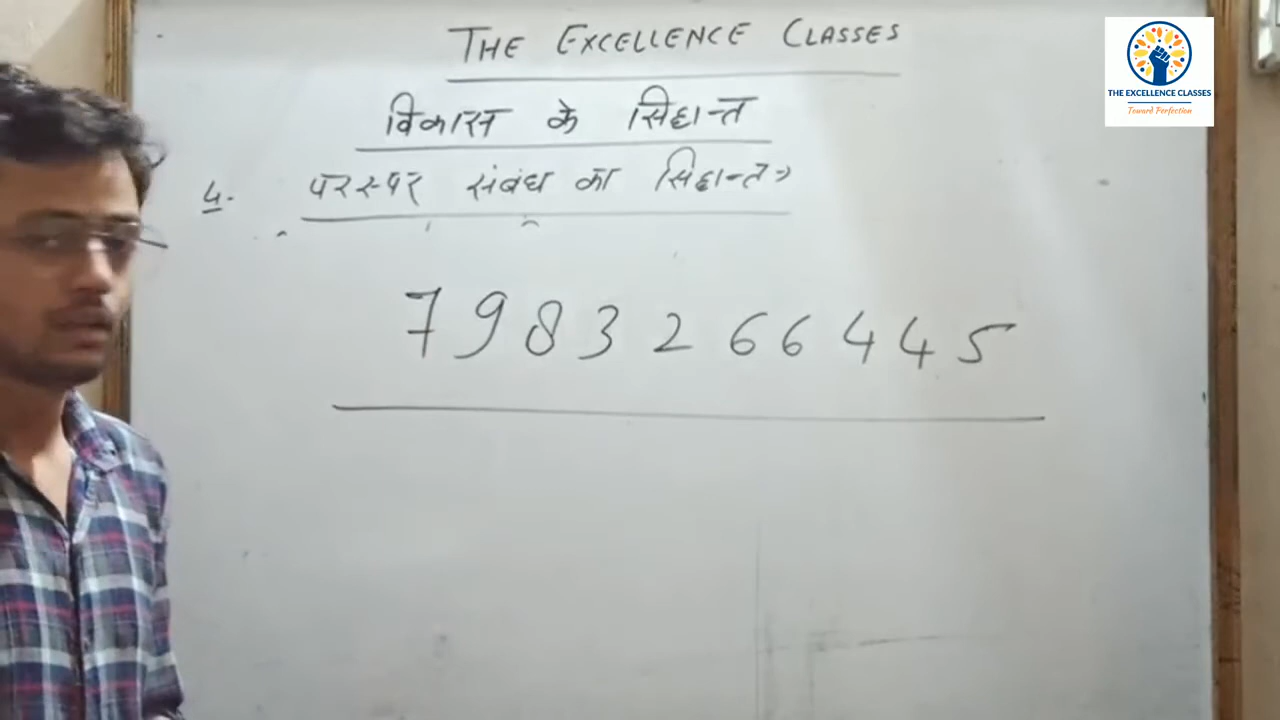 THE EXCELLENCE CLASSES
विकास के सिद्धान्त
4. परस्पर संबंध का सिद्धान्त⇒
7983266445
THE EXCELLENCE CLASSES
Toward Perfection